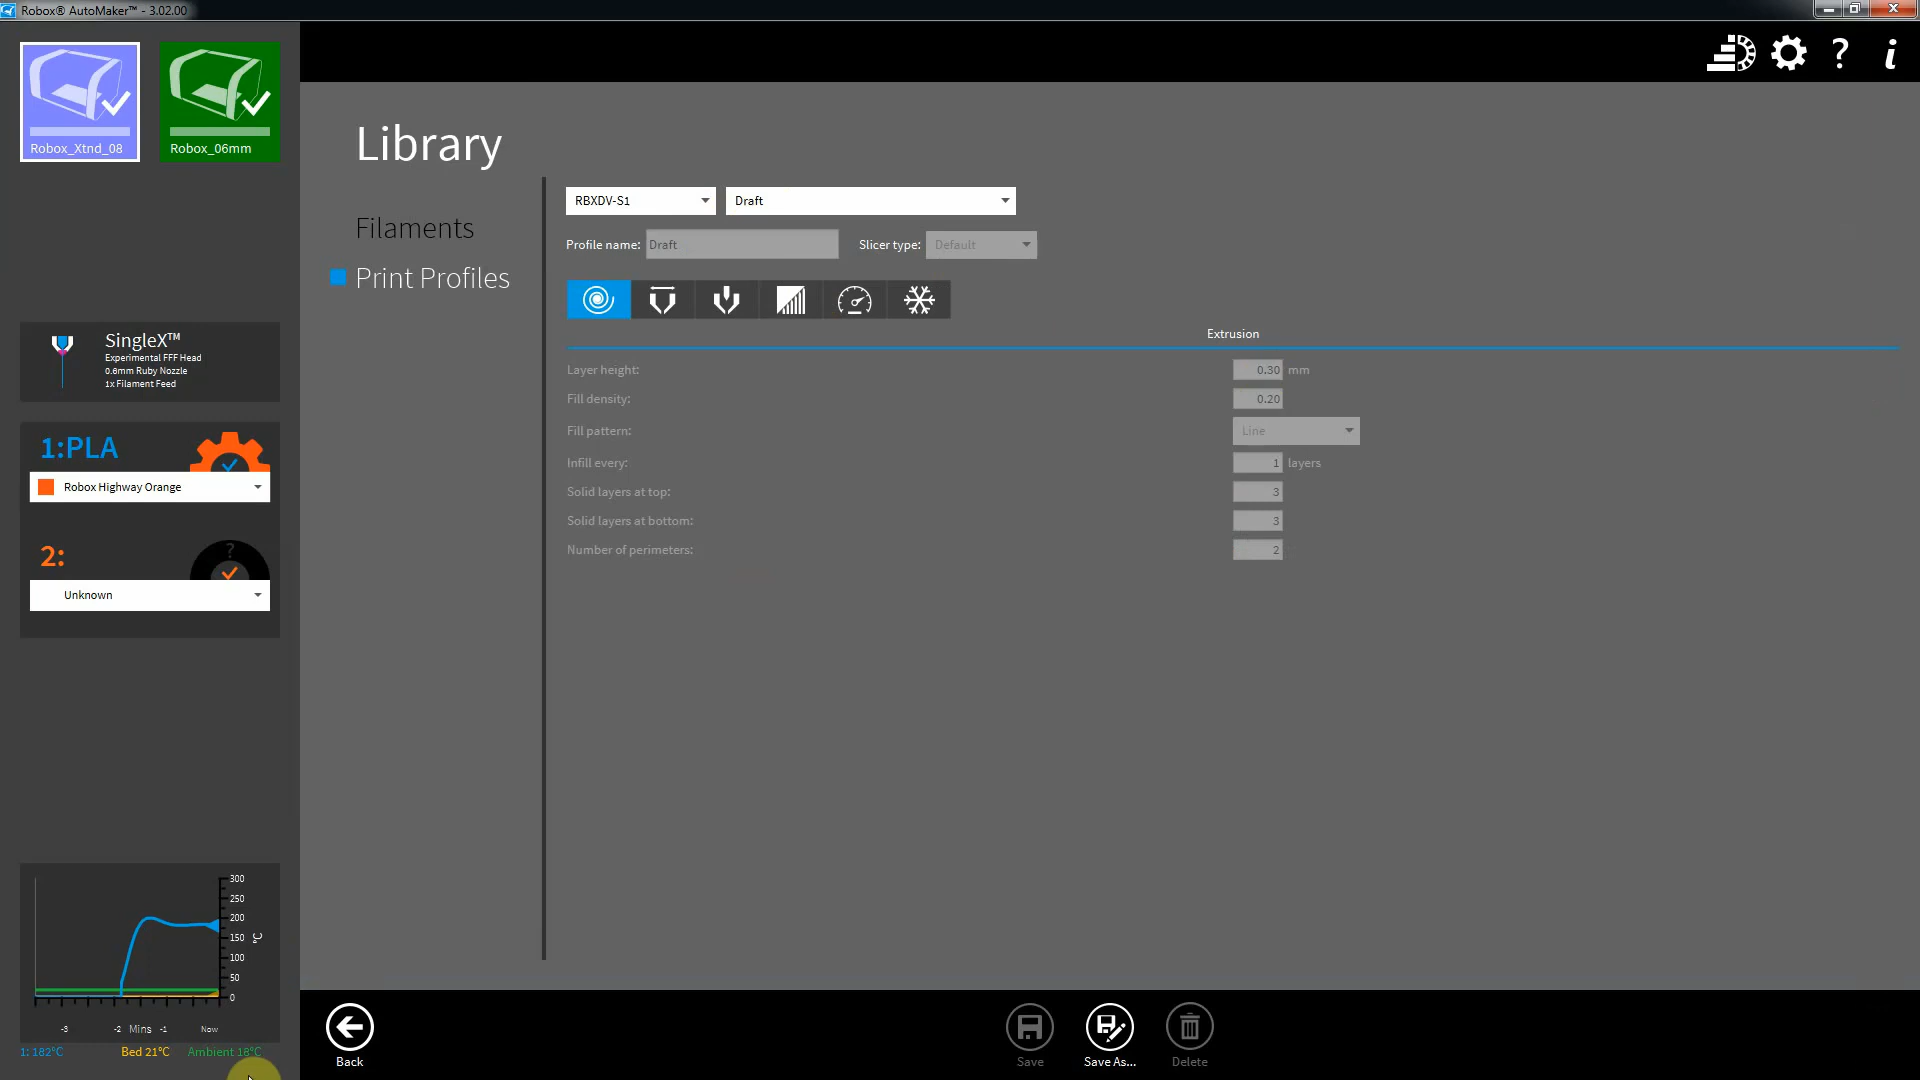 Robox® AutoMaker™ - 3.02.00
Robox_Xtnd_08
Robox_06mm
SingleX™
Experimental FFF Head
0.6mm Ruby Nozzle
1x Filament Feed
1:PLA
Robox Highway Orange
2:
?
Unknown
300
250
200
150
100
50
0
°C
-3
-2
Mins
-1
Now
1: 182°C
Bed 21°C
Ambient 18°C
? i
Library
Filaments
Print Profiles
RBXDV-S1
Draft
Profile name:
Draft
Slicer type:
Default
Extrusion
Layer height:
0.30 mm
Fill density:
0.20
Fill pattern:
Line
Infill every:
1 layers
Solid layers at top:
3
Solid layers at bottom:
3
Number of perimeters:
2
Back
Save
Save As...
Delete